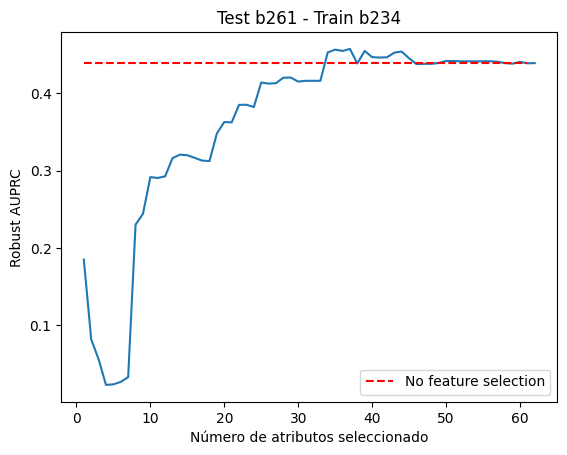 Test b261 - Train b234
Robust AUPRC
0.4
0.3
0.2
0.1
0 10 20 30 40 50 60
Número de atributos seleccionado
No feature selection